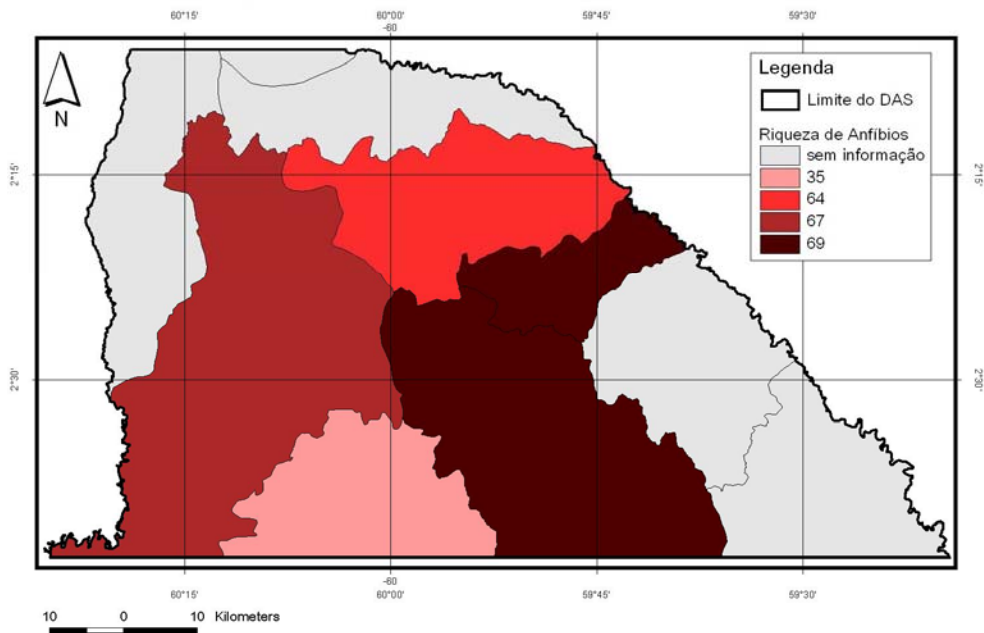 60°15' 60°00' 59°45' 59°30'
-60
N
Legenda
Limite do DAS
Riqueza de Anfíbios
sem informação
35
64
67
69
2°15' 2°15'
2°30' 2°30'
-60
60°15' 60°00' 59°45' 59°30'
10 0 10 Kilometers